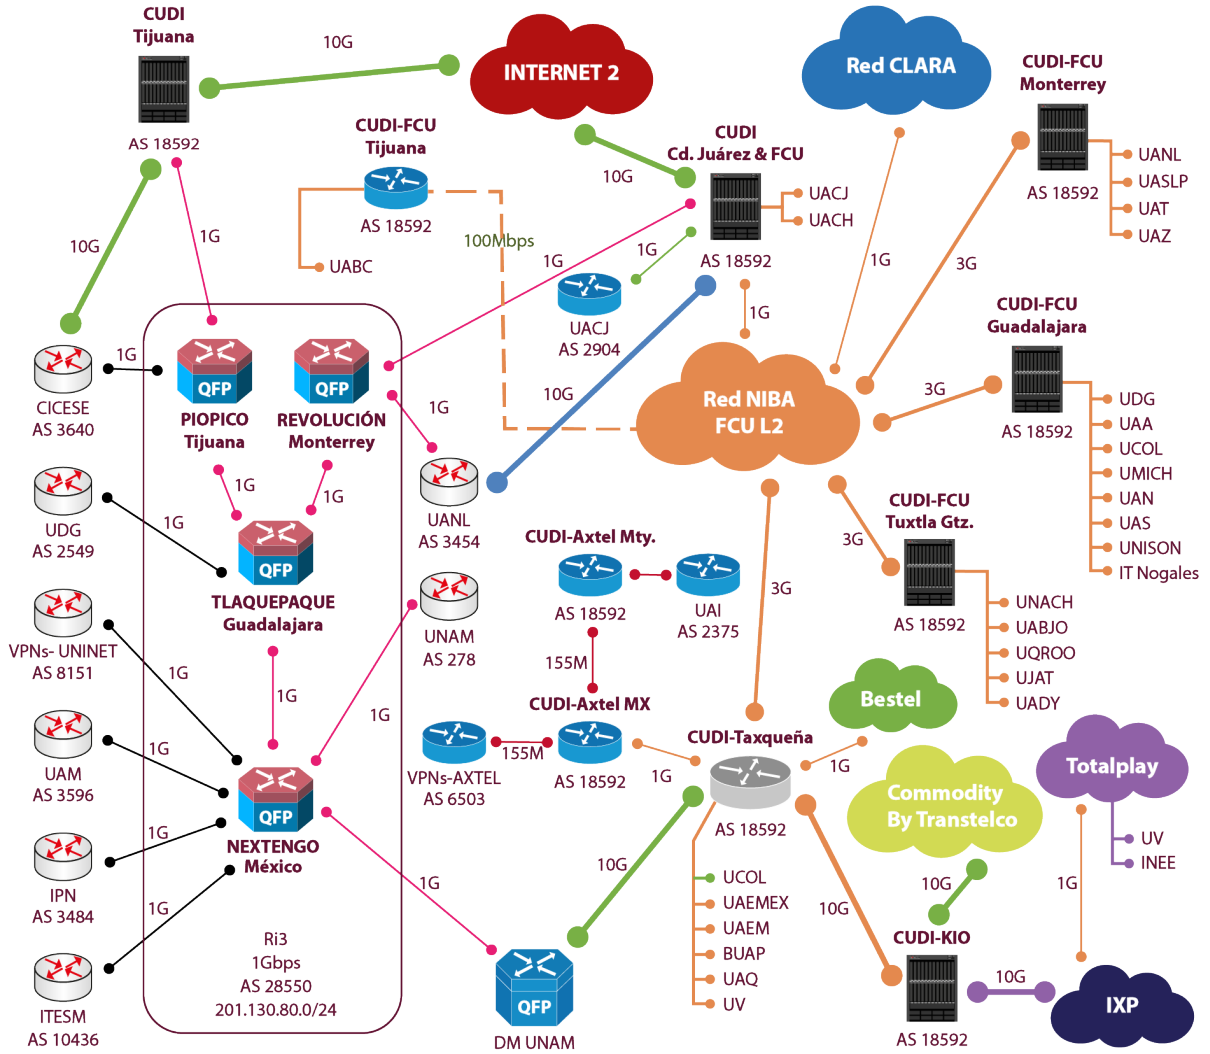 CUDI
Tijuana
AS 18592
10G
INTERNET 2
Red CLARA
CUDI-FCU
Monterrey
AS 18592
UANL
UASLP
UAT
UAZ
CUDI-FCU
Tijuana
AS 18592
UABC
100Mbps
CUDI
Cd. Juárez & FCU
AS 18592
UACJ
UACH
10G
10G
1G
1G
1G
UACJ
AS 2904
10G
1G
1G
3G
CUDI-FCU
Guadalajara
AS 18592
3G
UDG
UAA
UCOL
UMICH
UAN
UAS
UNISON
IT Nogales
Red NIBA
FCU L2
CICESE
AS 3640
1G
QFP
PIOPICO
Tijuana
QFP
REVOLUCIÓN
Monterrey
1G
1G
1G
UANL
AS 3454
UDG
AS 2549
1G
QFP
TLAQUEPAQUE
Guadalajara
CUDI-Axtel Mty.
AS 18592
UAI
AS 2375
3G
3G
CUDI-FCU
Tuxtla Gtz.
AS 18592
UNACH
UABJO
UQROO
UJAT
UADY
VPNs- UNINET
AS 8151
1G
1G
UNAM
AS 278
1G
155M
CUDI-Axtel MX
AS 18592
155M
VPNs-AXTEL
AS 6503
1G
CUDI-Taxqueña
AS 18592
1G
Bestel
Commodity
By Transtelco
Totalplay
UV
INEE
UAM
AS 3596
1G
QFP
NEXTENGO
México
IPN
AS 3484
1G
1G
1G
ITESM
AS 10436
Ri3
1Gbps
AS 28550
201.130.80.0/24
QFP
DM UNAM
10G
UCOL
UAEMEX
UAEM
BUAP
UAQ
UV
10G
10G
1G
CUDI-KIO
AS 18592
10G
IXP